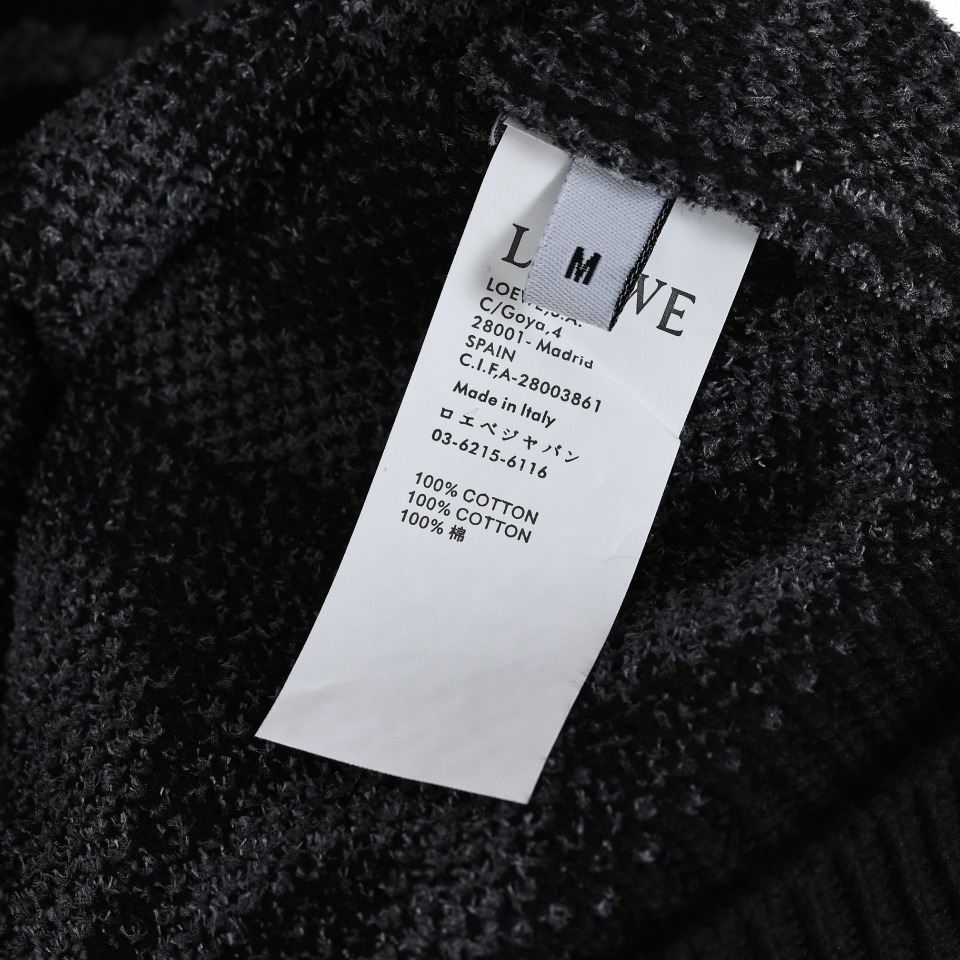 M
L WE
LOEWE,S.A.
C/Goya,4
28001- Madrid
SPAIN
C.I.F,A-28003861
Made in Italy
ロエベジャパン
03-6215-6116
100% COTTON
100% COTTON
100% 棉